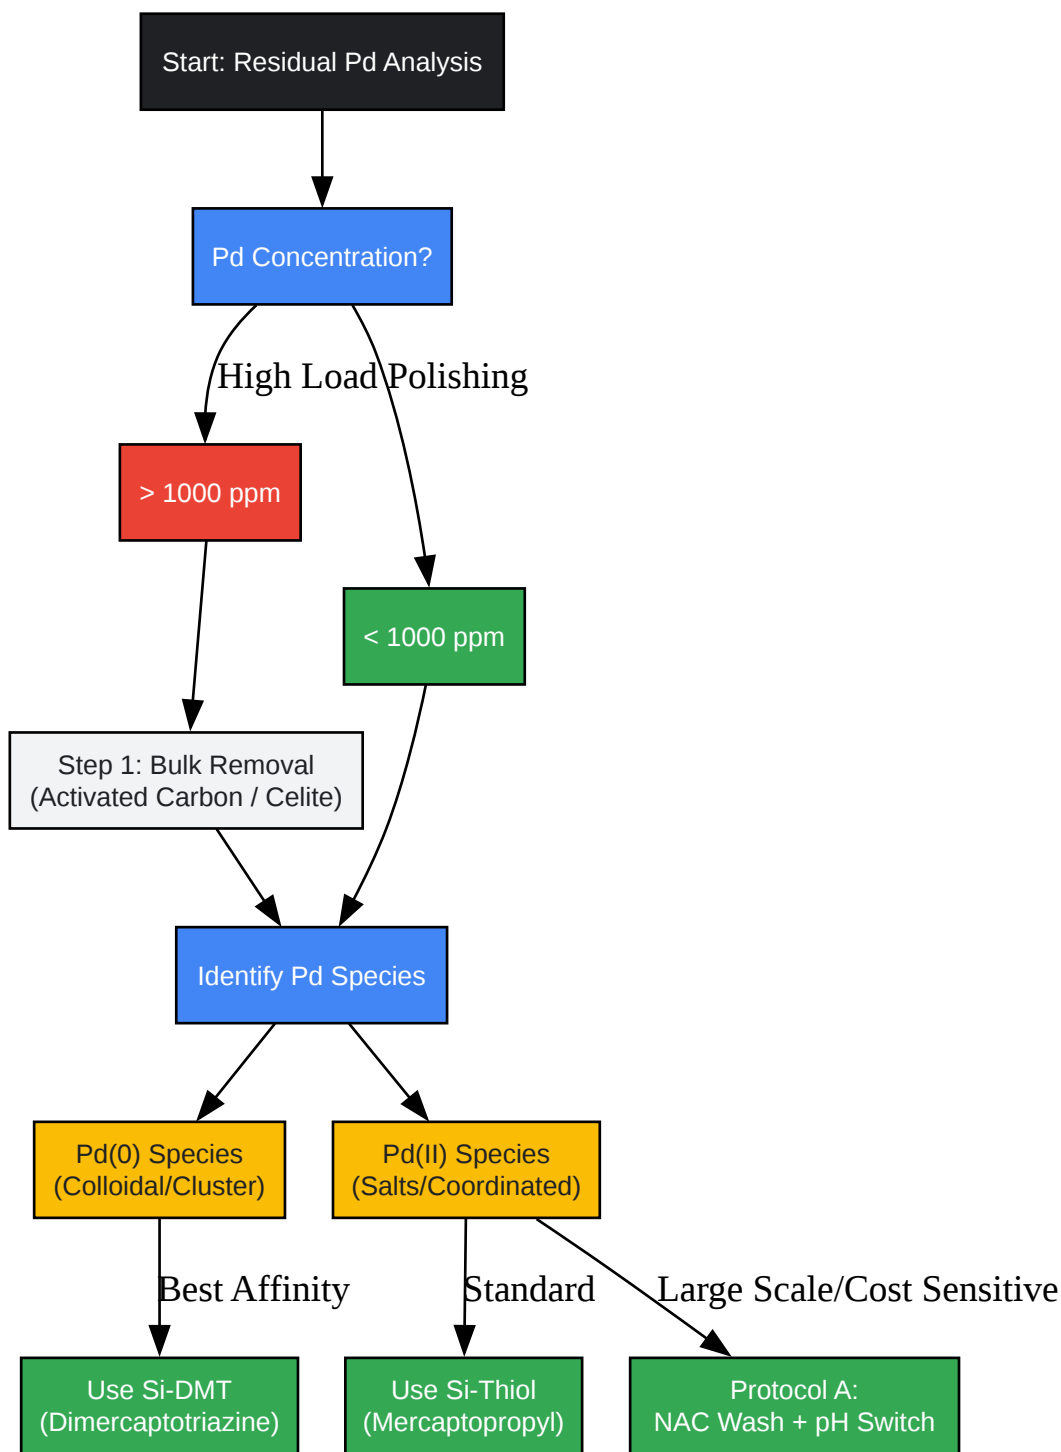 Start: Residual Pd Analysis
Pd Concentration?
High Load
Polishing
> 1000 ppm
< 1000 ppm
Step 1: Bulk Removal
(Activated Carbon / Celite)
Identify Pd Species
Pd(0) Species
(Colloidal/Cluster)
Pd(II) Species
(Salts/Coordinated)
Best Affinity
Standard
Large Scale/Cost Sensitive
Use Si-DMT
(Dimercaptotriazine)
Use Si-Thiol
(Mercaptopropyl)
Protocol A:
NAC Wash + pH Switch